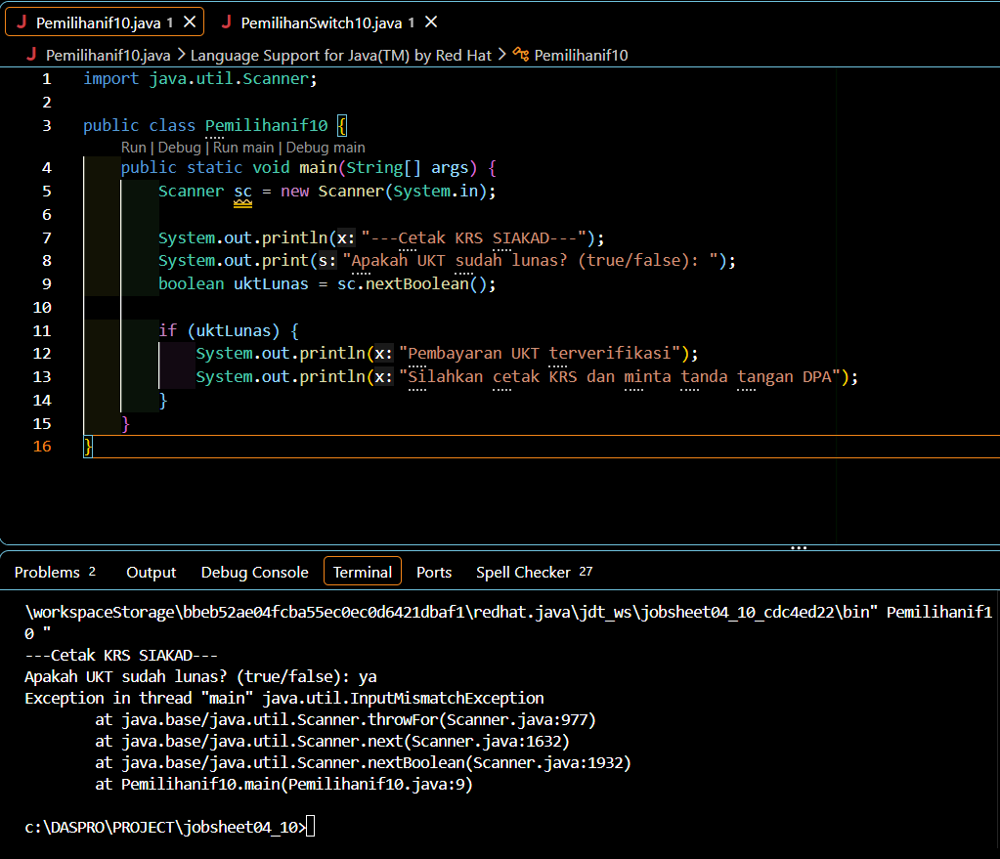 J Pemilihanif10.java 1 × J PemilihanSwitch10.java 1 ×
J Pemilihanif10.java > Language Support for Java(TM) by Red Hat > Pemilihanif10
1 import java.util.Scanner;
2
3 public class Pemilihanif10 {
Run | Debug | Run main | Debug main
4 public static void main(String[] args) {
5 Scanner sc = new Scanner(System.in);
6
7 System.out.println(x: "---Cetak KRS SIAKAD---");
8 System.out.print(s: "Apakah UKT sudah lunas? (true/false): ");
9 boolean uktLunas = sc.nextBoolean();
10
11 if (uktLunas) {
12 System.out.println(x: "Pembayaran UKT terverifikasi");
13 System.out.println(x: "Silahkan cetak KRS dan minta tanda tangan DPA");
14 }
15 }
16 }
Problems 2 Output Debug Console Terminal Ports Spell Checker 27
\workspaceStorage\bbeb52ae04fcba55ec0ec0d6421dbaf1\redhat.java\jdt_ws\jobsheet04_10_cdc4ed22\bin" Pemilihanif1
0 "
---Cetak KRS SIAKAD---
Apakah UKT sudah lunas? (true/false): ya
Exception in thread "main" java.util.InputMismatchException
at java.base/java.util.Scanner.throwFor(Scanner.java:977)
at java.base/java.util.Scanner.next(Scanner.java:1632)
at java.base/java.util.Scanner.nextBoolean(Scanner.java:1932)
at Pemilihanif10.main(Pemilihanif10.java:9)
c:\DASPRO\PROJECT\jobsheet04_10>